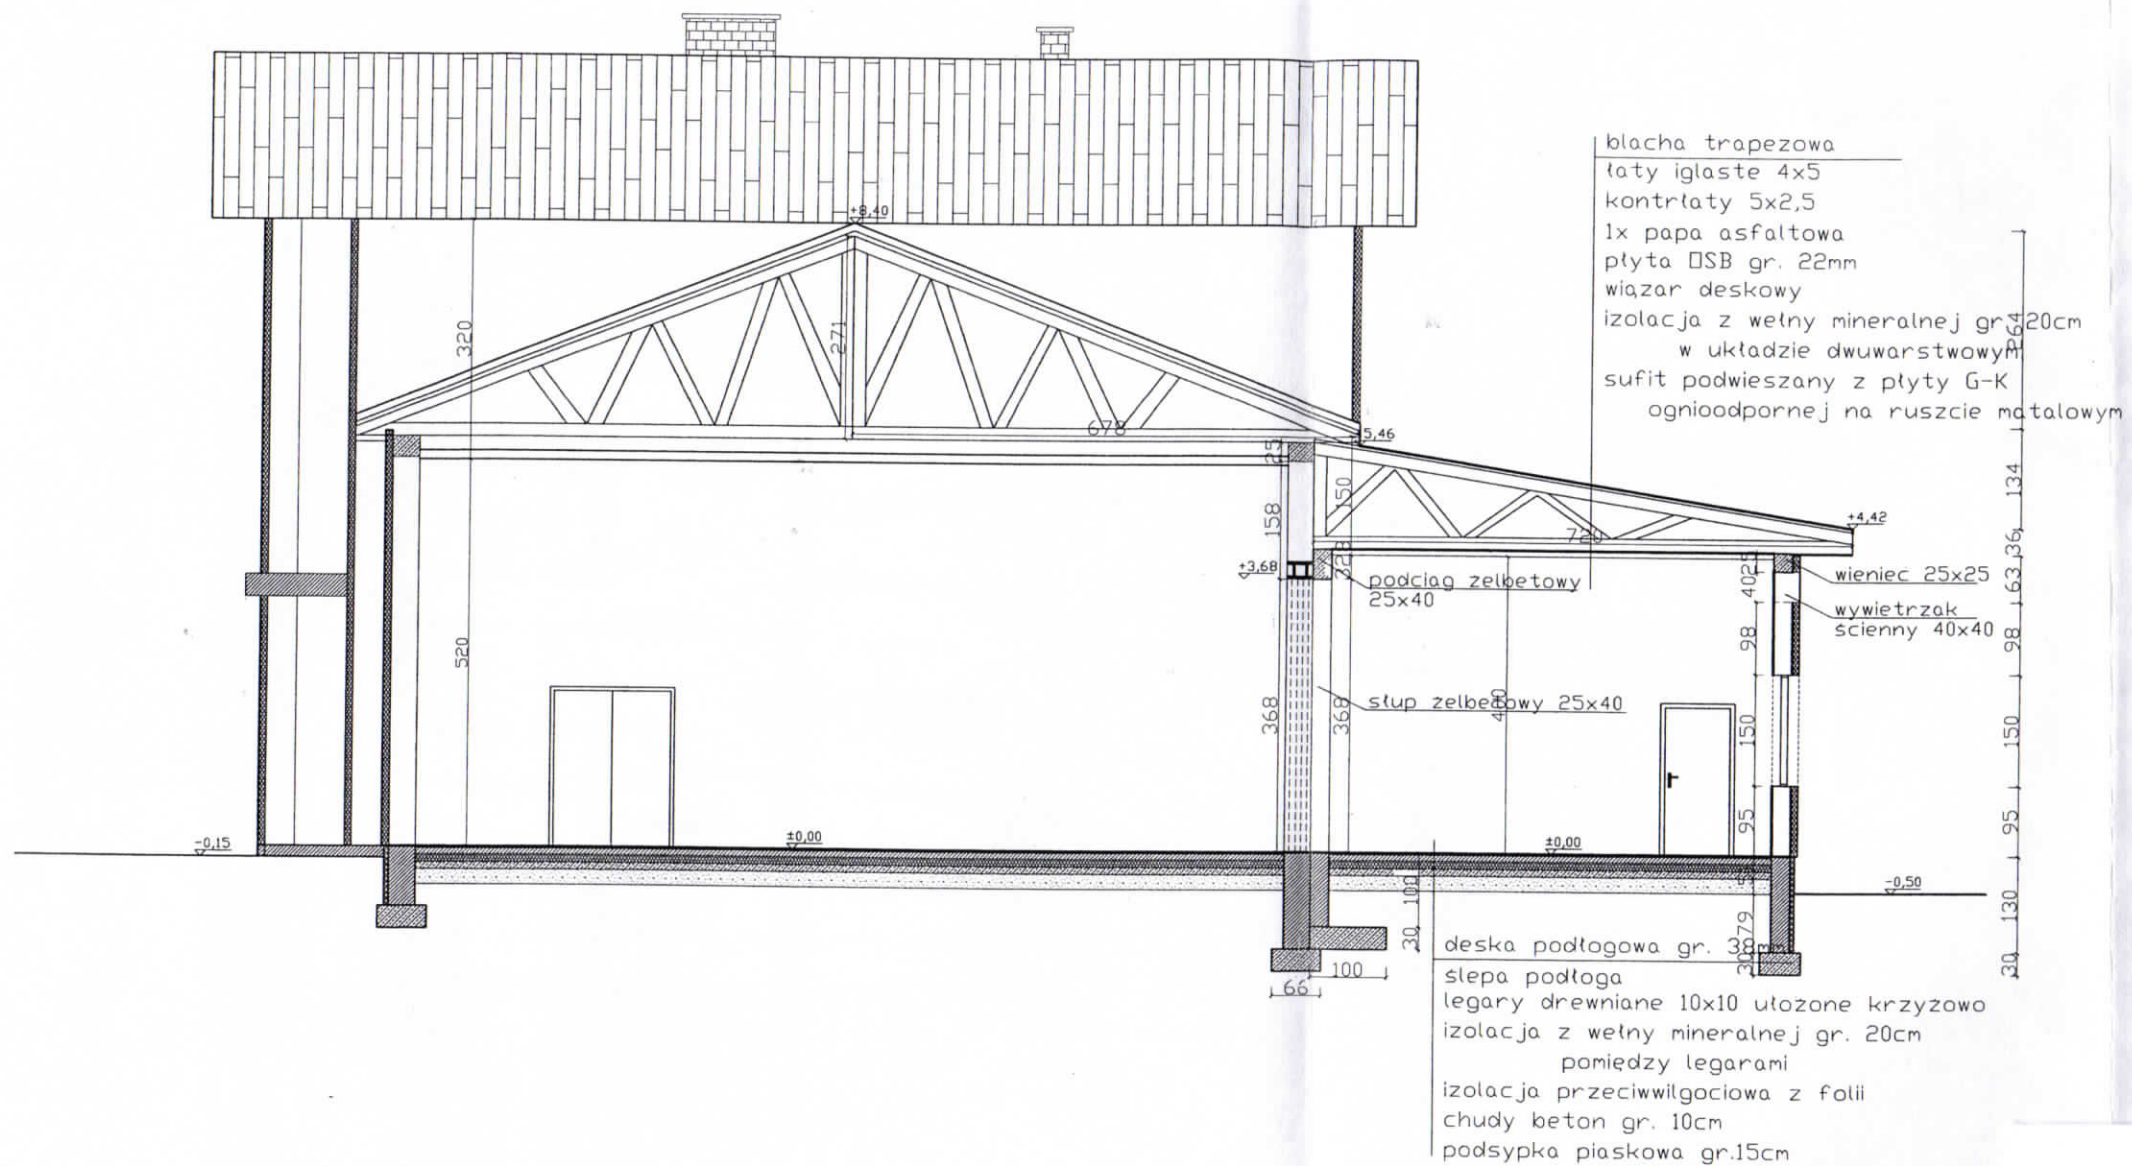 blacha trapezowa
łaty iglaste 4x5
kontrłaty 5x2,5
1x papa asfaltowa
płyta OSB gr. 22mm
wiązar deskowy
izolacja z wełny mineralnej gr. 20cm
w układzie dwuwarstwowym
sufit podwieszany z płyty G-K
ognioodpornej na ruszcie matalowym
+8,40
320
271
264
678
5,46
25
134
150
158
+4,42
720
36
328
+3,68
podciąg żelbetowy
25x40
25
40
wieniec 25x25
63
wywietrzak
ścienny 40x40
98
98
520
368
368
słup żelbetowy 25x40
150
150
95
95
-0,15
±0,00
±0,00
-0,50
100
30
130
79
30
30
100
66
deska podłogowa gr.
ślepa podłoga
legary drewniane 10x10 ułożone krzyżowo
izolacja z wełny mineralnej gr. 20cm
pomiędzy legarami
izolacja przeciwwilgociowa z folii
chudy beton gr. 10cm
podsypka piaskowa gr.15cm